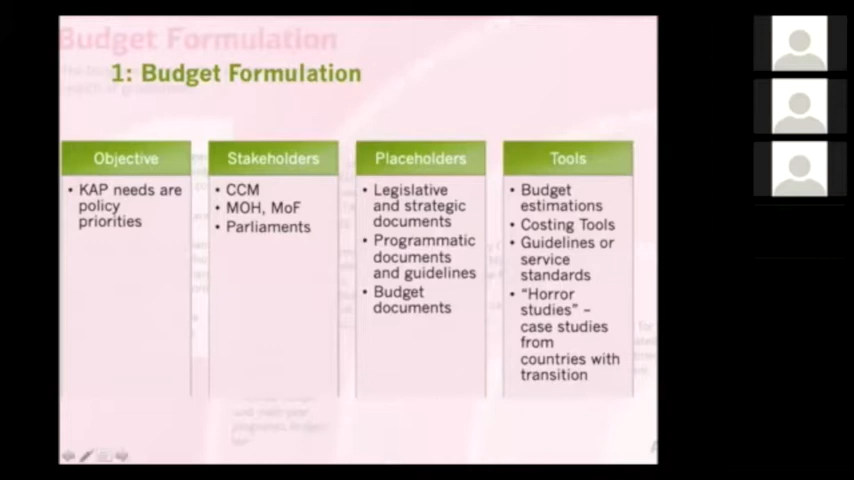 Budget Formulation
1: Budget Formulation
Objective
• KAP needs are
policy
priorities
Stakeholders
• CCM
• MOH, MoF
• Parliaments
Placeholders
• Legislative
and strategic
documents
• Programmatic
documents
and guidelines
• Budget
documents
Tools
• Budget
estimations
• Costing Tools
• Guidelines or
service
standards
• “Horror
studies” –
case studies
from
countries with
transition